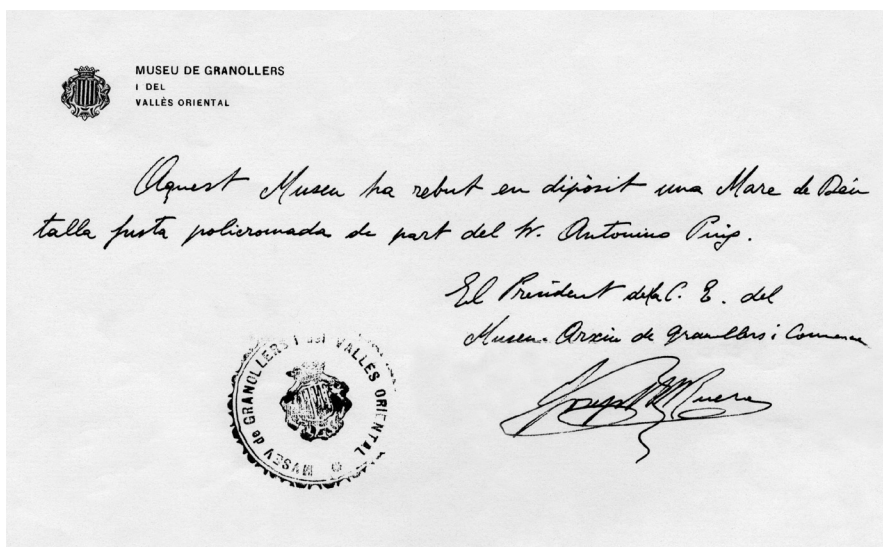 MUSEU DE GRANOLLERS
I DEL
VALLÈS ORIENTAL
Aquest Museu ha rebut en dipòsit una Mare de Déu
talla fusta policromada de part del Sr. Antonino Puig.
El President de la C. E. del
Museu-Arxiu de Granollers i Comarca
MVSEV de GRANOLLERS i del VALLES ORIENTAL